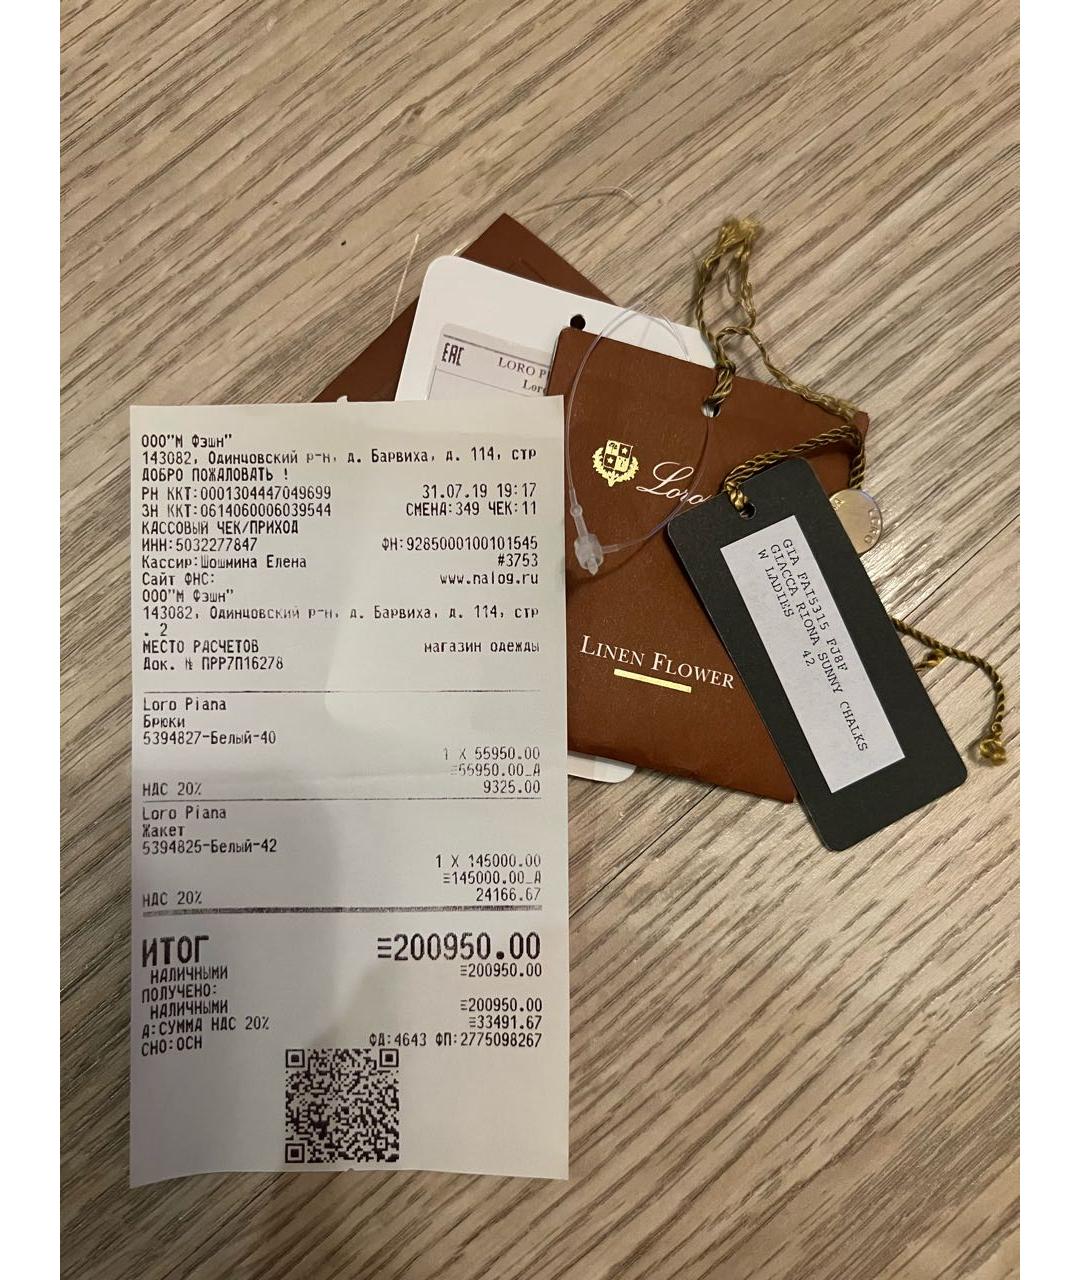 ООО"М Фэшн"
143082, Одинцовский р-н, д. Барвиха, д. 114, стр
ДОБРО ПОЖАЛОВАТЬ !
РН ККТ:0001304447049699 31.07.19 19:17
ЗН ККТ:0614060006039544 СМЕНА:349 ЧЕК:11
КАССОВЫЙ ЧЕК/ПРИХОД
ИНН:5032277847 ФН:9285000100101545
Кассир:Шошмина Елена #3753
Сайт ФНС: www.nalog.ru
ООО"М Фэшн"
143082, Одинцовский р-н, д. Барвиха, д. 114, стр
. 2
МЕСТО РАСЧЕТОВ магазин одежды
Док. № ПРР7П16278
Loro Piana
Брюки
5394827-Белый-40
1 X 55950.00
≡55950.00_А
НДС 20% 9325.00
Loro Piana
Жакет
5394825-Белый-42
1 X 145000.00
≡145000.00_А
НДС 20% 24166.67
ИТОГ ≡200950.00
НАЛИЧНЫМИ ≡200950.00
ПОЛУЧЕНО:
НАЛИЧНЫМИ ≡200950.00
А:СУММА НДС 20% ≡33491.67
СНО:ОСН ФД:4643 ФП:2775098267
EAC
LORO P
Lor
Loro
LINEN FLOWER
GIA FAI5315 FJ8F
GIACCA RIONA SUNNY CHALKS
W LADIES 42